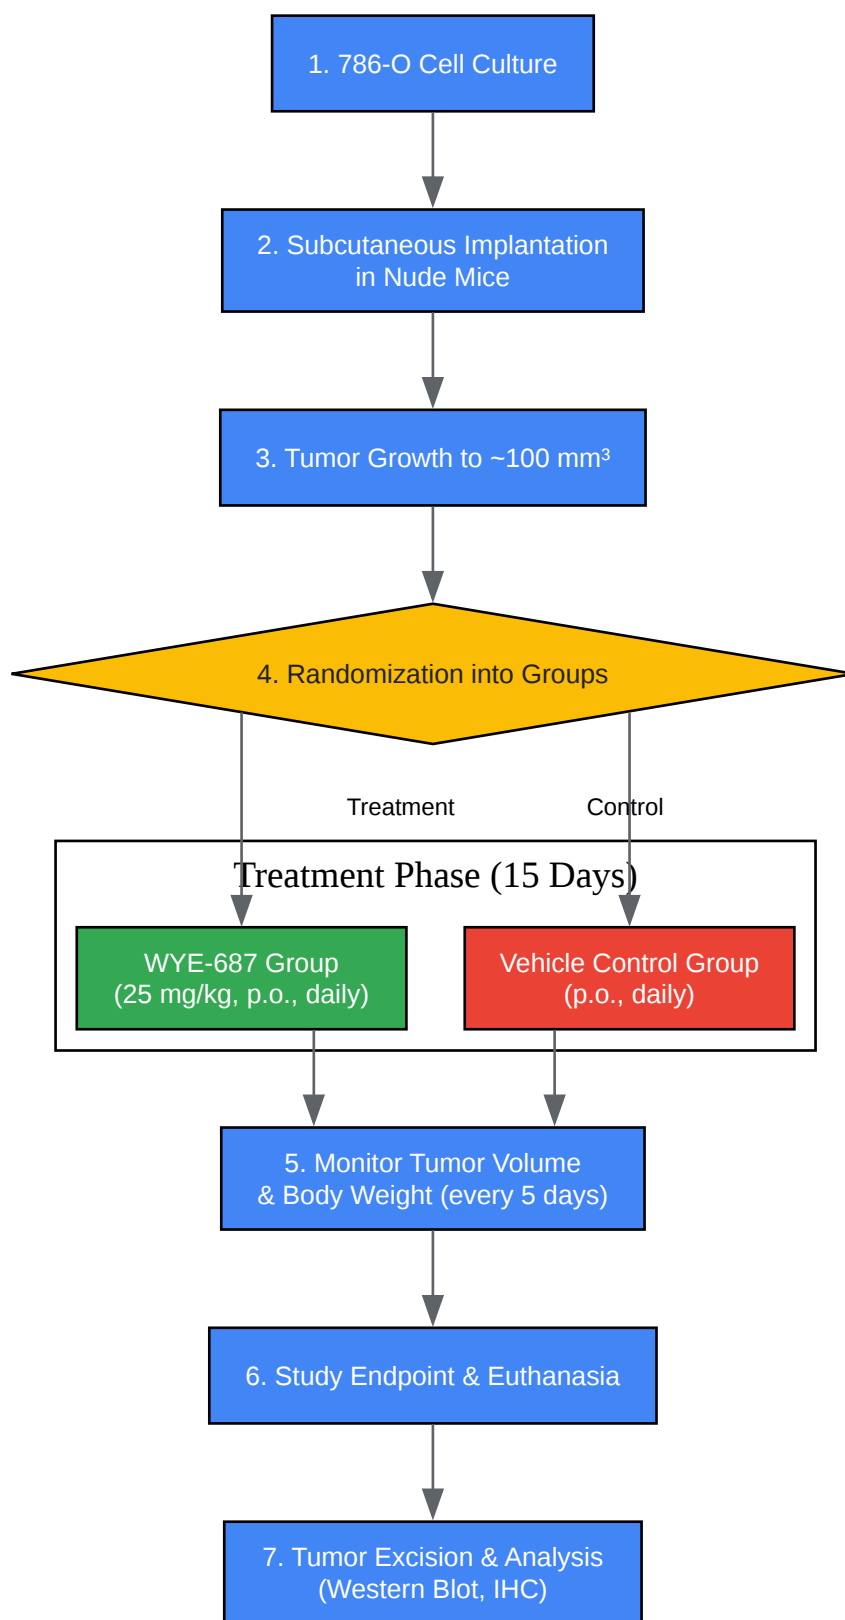 1. 786-O Cell Culture
2. Subcutaneous Implantation
in Nude Mice
3. Tumor Growth to ~100 mm³
4. Randomization into Groups
Treatment
Control
Treatment Phase (15 Days)
WYE-687 Group
(25 mg/kg, p.o., daily)
Vehicle Control Group
(p.o., daily)
5. Monitor Tumor Volume
& Body Weight (every 5 days)
6. Study Endpoint & Euthanasia
7. Tumor Excision & Analysis
(Western Blot, IHC)